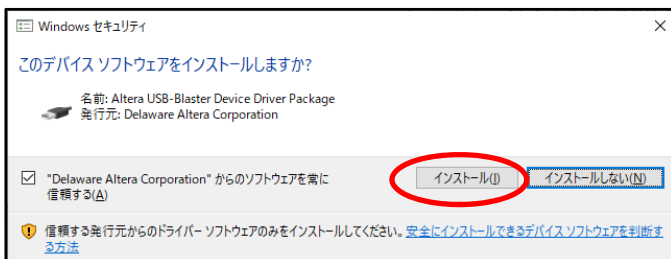 Windows セキュリティ
このデバイス ソフトウェアをインストールしますか?
名前: Altera USB-Blaster Device Driver Package
発行元: Delaware Altera Corporation
"Delaware Altera Corporation" からのソフトウェアを常に
信頼する(A)
インストール(I)
インストールしない(N)
信頼する発行元からのドライバー ソフトウェアのみをインストールしてください。安全にインストールできるデバイス ソフトウェアを判断す
る方法